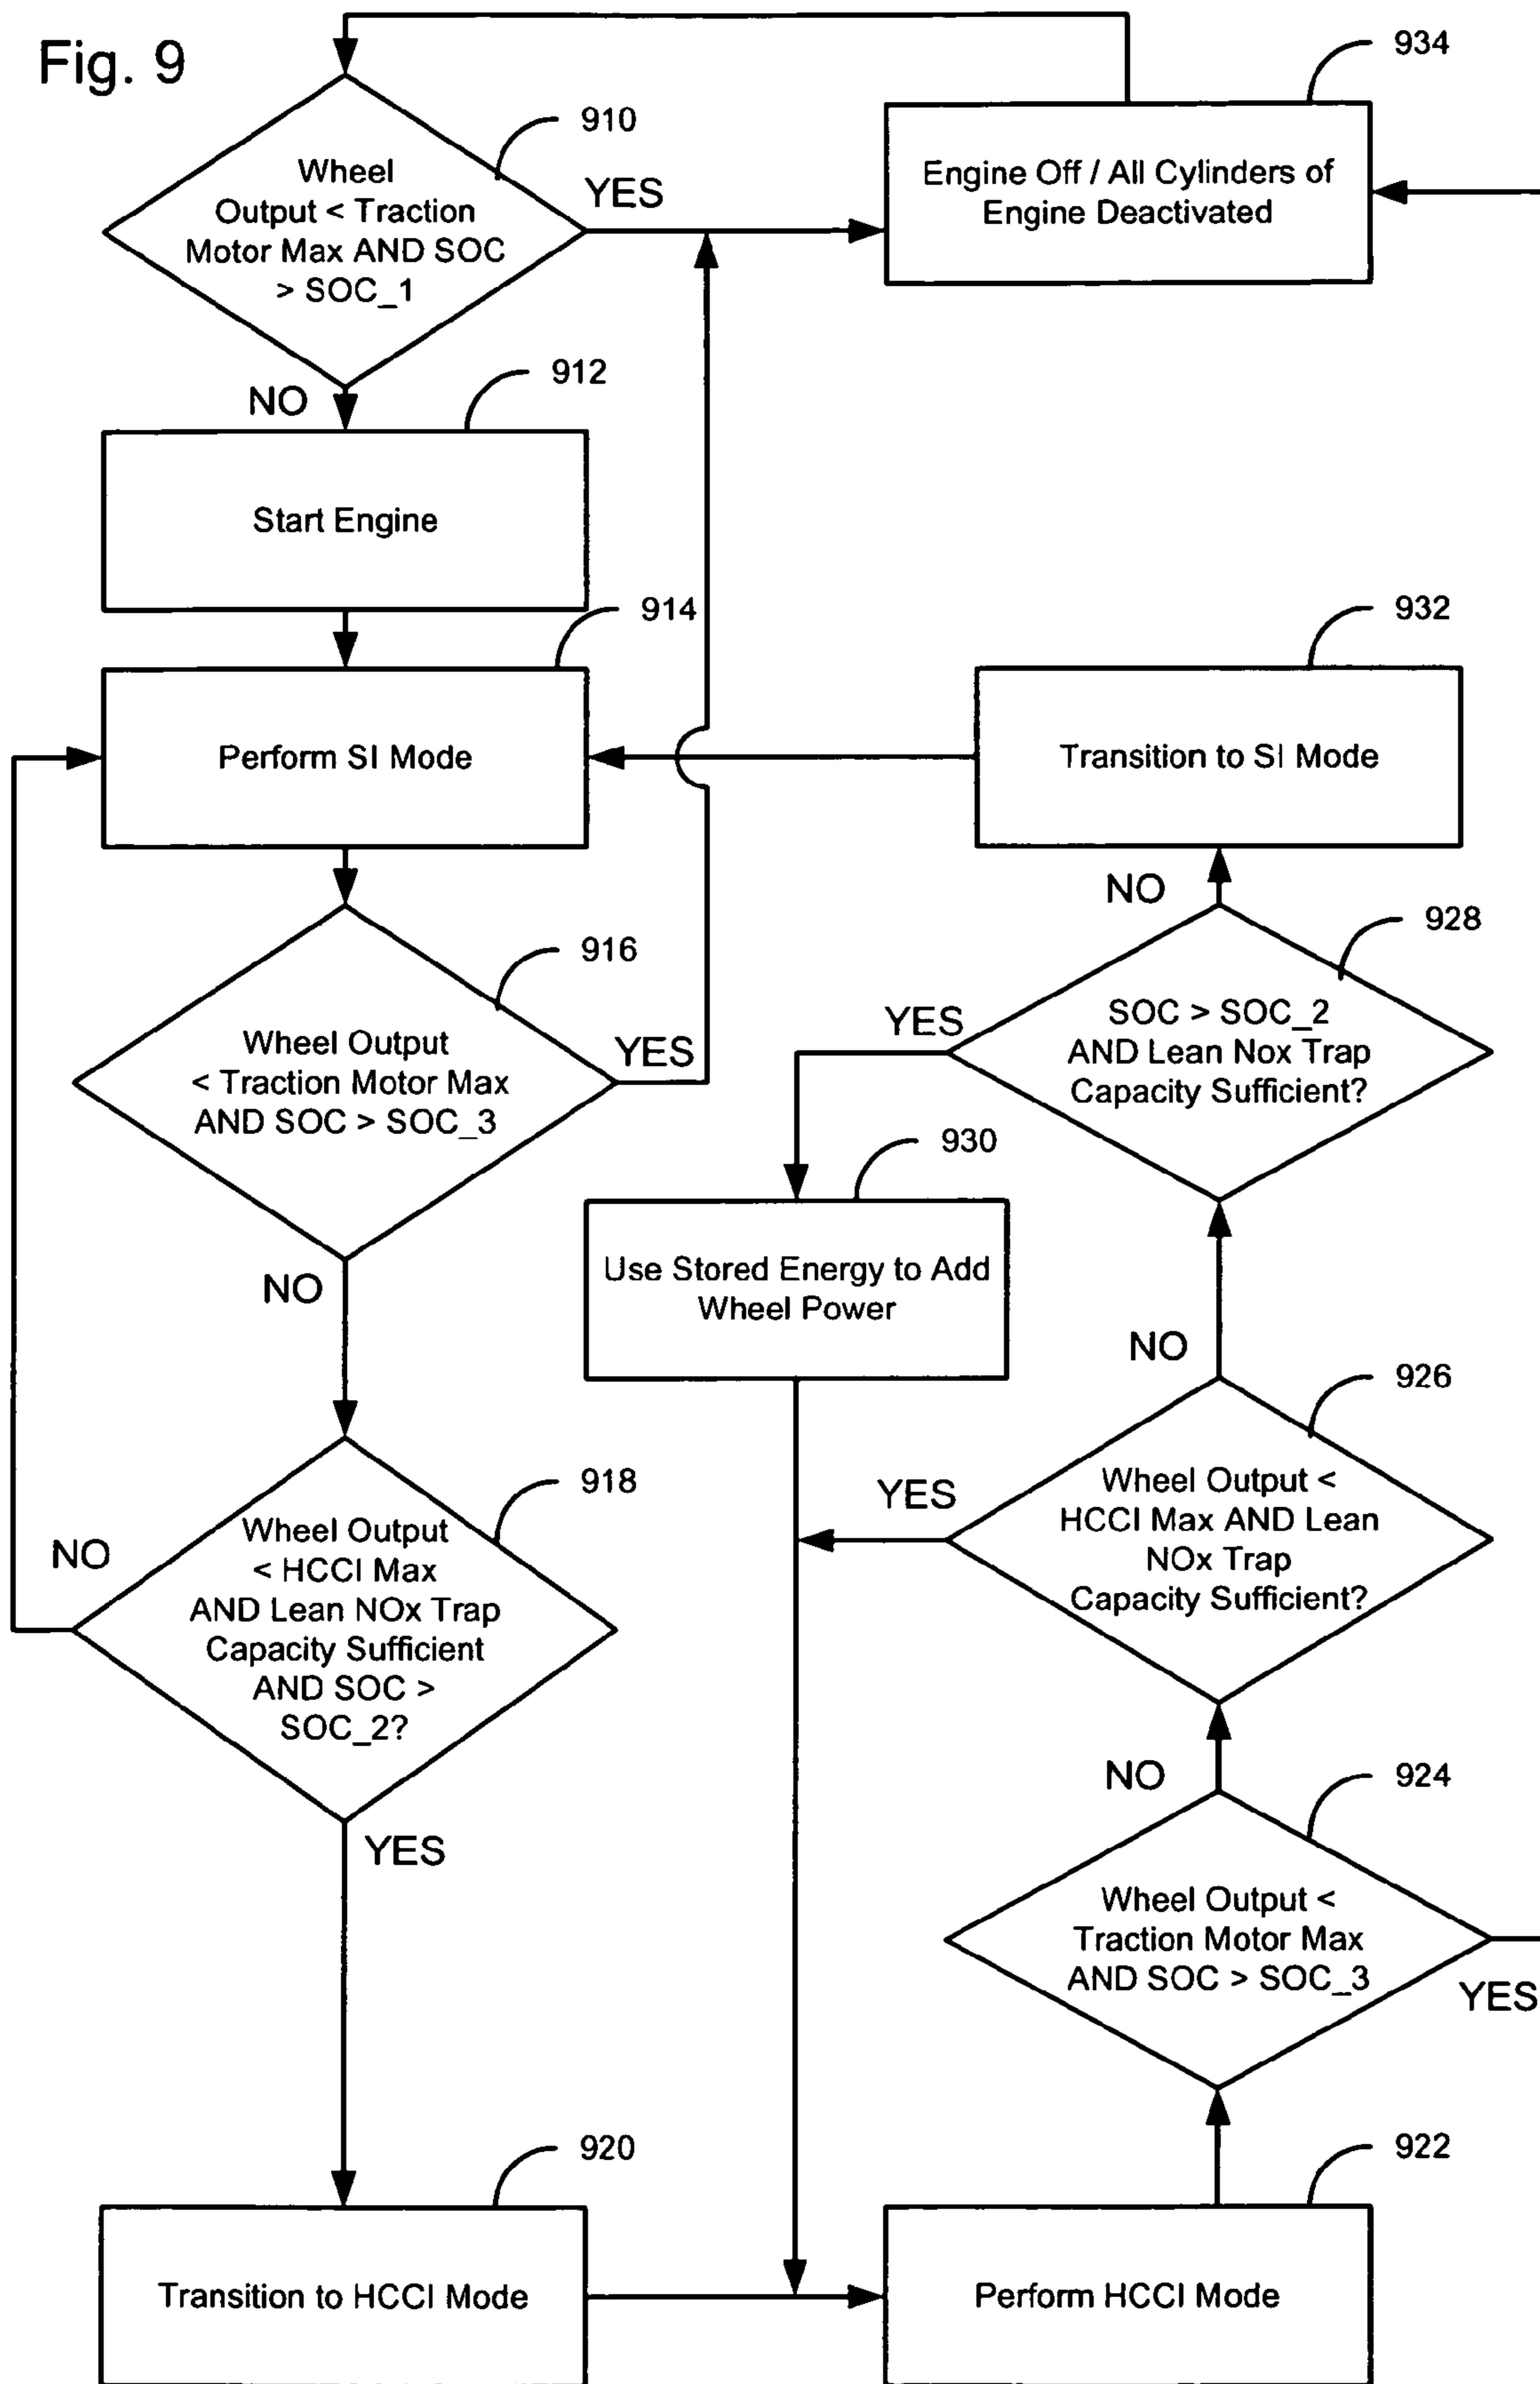 Fig. 9
934
910
Wheel
Output < Traction
Motor Max AND SOC
> SOC_1
YES
Engine Off / All Cylinders of
Engine Deactivated
NO
912
Start Engine
914
Perform SI Mode
932
Transition to SI Mode
NO
928
SOC > SOC_2
AND Lean Nox Trap
Capacity Sufficient?
YES
916
Wheel Output
< Traction Motor Max
AND SOC > SOC_3
YES
NO
930
Use Stored Energy to Add
Wheel Power
NO
926
Wheel Output <
HCCI Max AND Lean
NOx Trap
Capacity Sufficient?
YES
918
Wheel Output
< HCCI Max
AND Lean NOx Trap
Capacity Sufficient
AND SOC >
SOC_2?
NO
YES
NO
924
Wheel Output <
Traction Motor Max
AND SOC > SOC_3
YES
920
Transition to HCCI Mode
922
Perform HCCI Mode